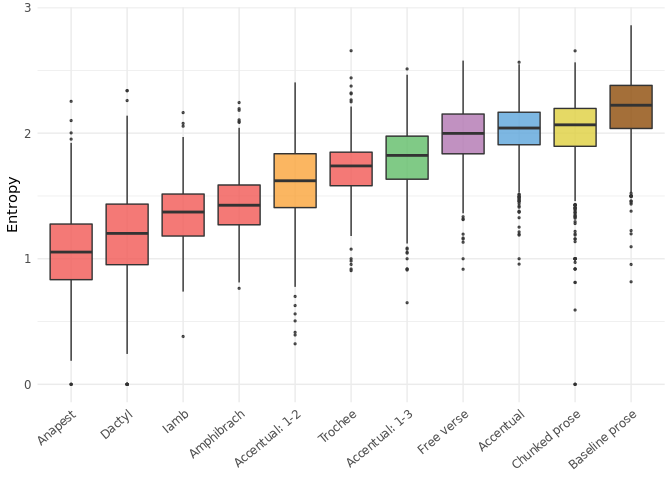 3
2
1
0
Entropy
Anapest
Dactyl
Iamb
Amphibrach
Accentual: 1-2
Trochee
Accentual: 1-3
Free verse
Accentual
Chunked prose
Baseline prose